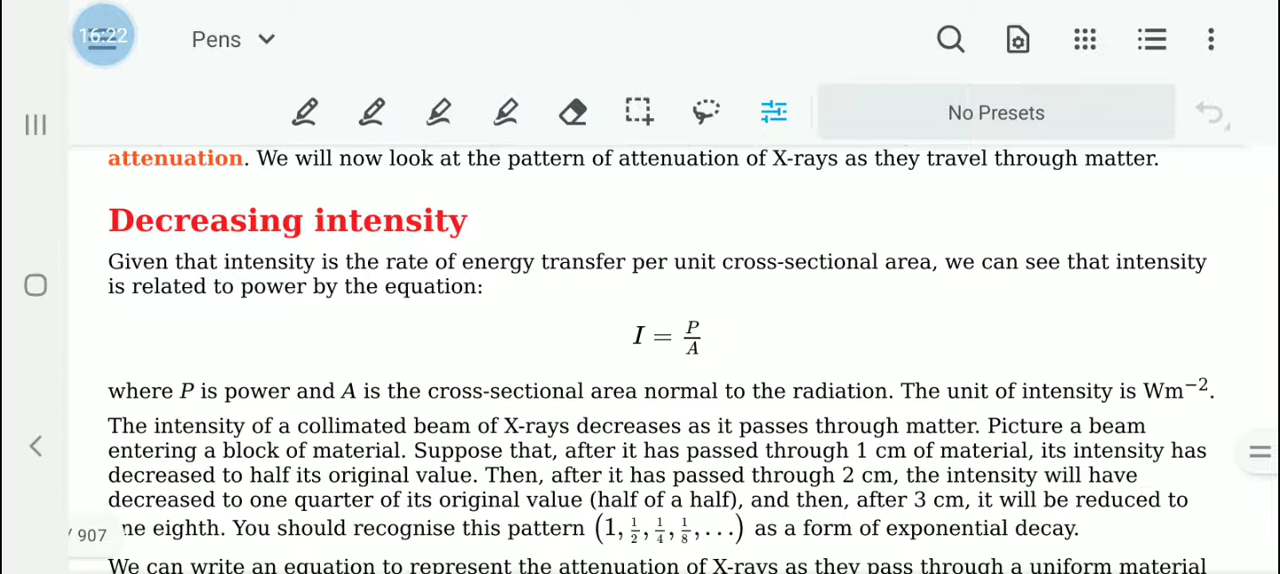 16:22
Pens
No Presets
attenuation. We will now look at the pattern of attenuation of X-rays as they travel through matter.
Decreasing intensity
Given that intensity is the rate of energy transfer per unit cross-sectional area, we can see that intensity
is related to power by the equation:
I = P/A
where P is power and A is the cross-sectional area normal to the radiation. The unit of intensity is Wm⁻².
The intensity of a collimated beam of X-rays decreases as it passes through matter. Picture a beam
entering a block of material. Suppose that, after it has passed through 1 cm of material, its intensity has
decreased to half its original value. Then, after it has passed through 2 cm, the intensity will have
decreased to one quarter of its original value (half of a half), and then, after 3 cm, it will be reduced to
ne eighth. You should recognise this pattern (1, 1/2, 1/4, 1/8, ...) as a form of exponential decay.
/ 907
We can write an equation to represent the attenuation of X-rays as they pass through a uniform material